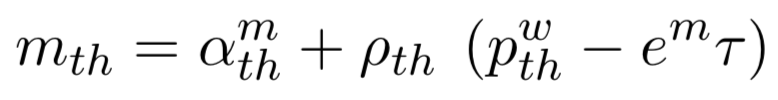 m_{th} = \alpha_{th}^{m} + \rho_{th} \ (p_{th}^{w} - e^{m} \tau)